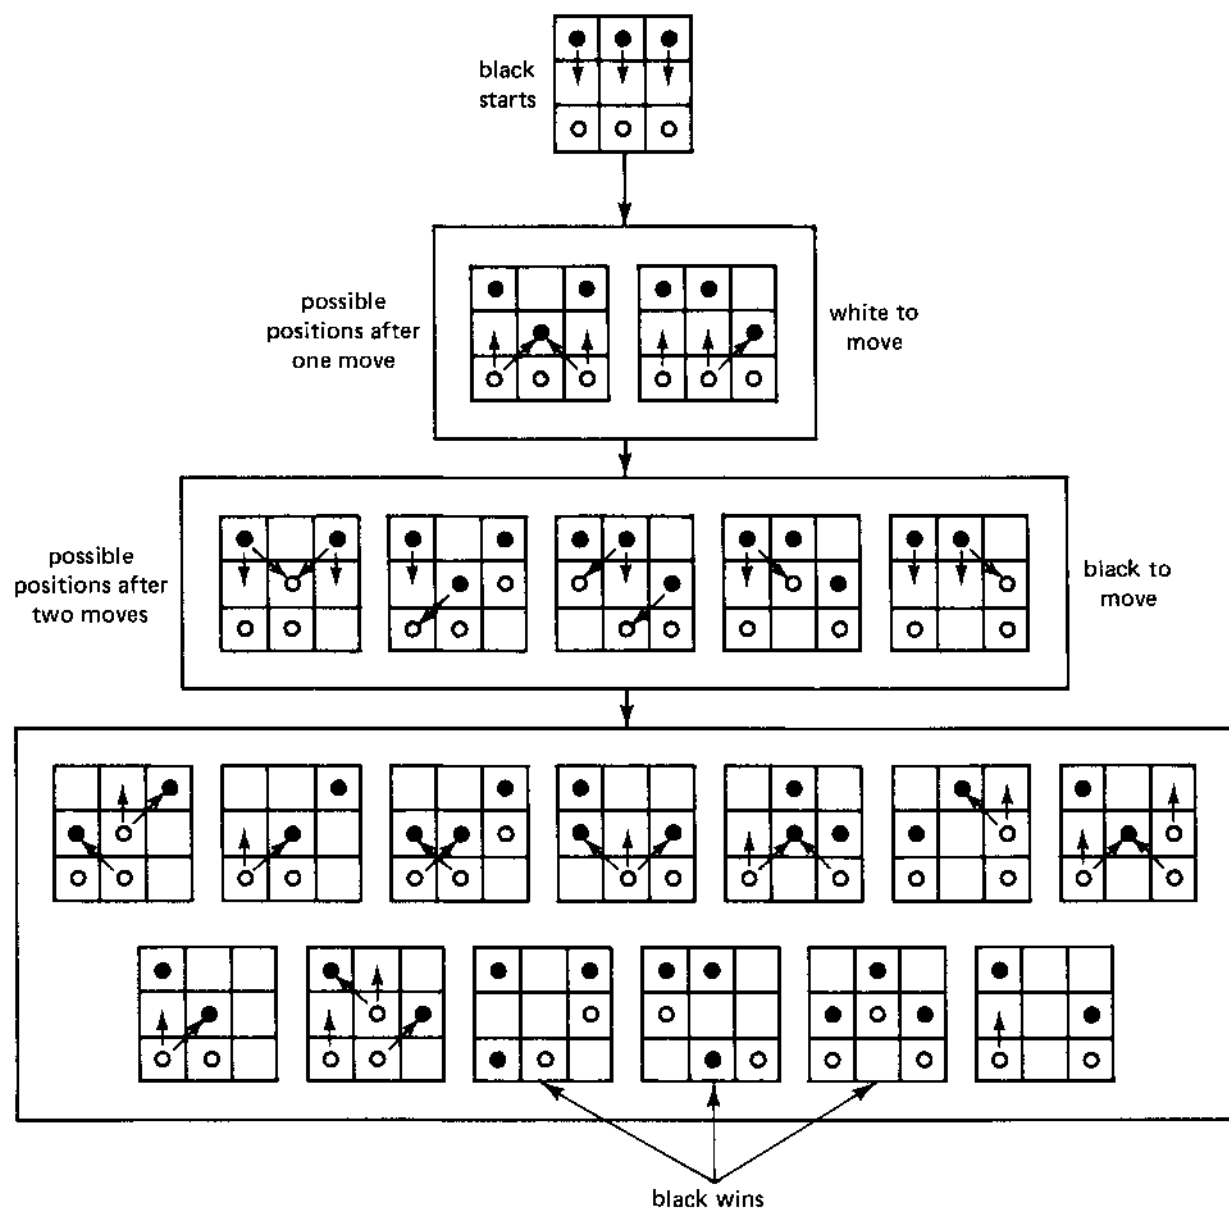 black
starts
possible
positions after
one move
white to
move
possible
positions after
two moves
black to
move
black wins